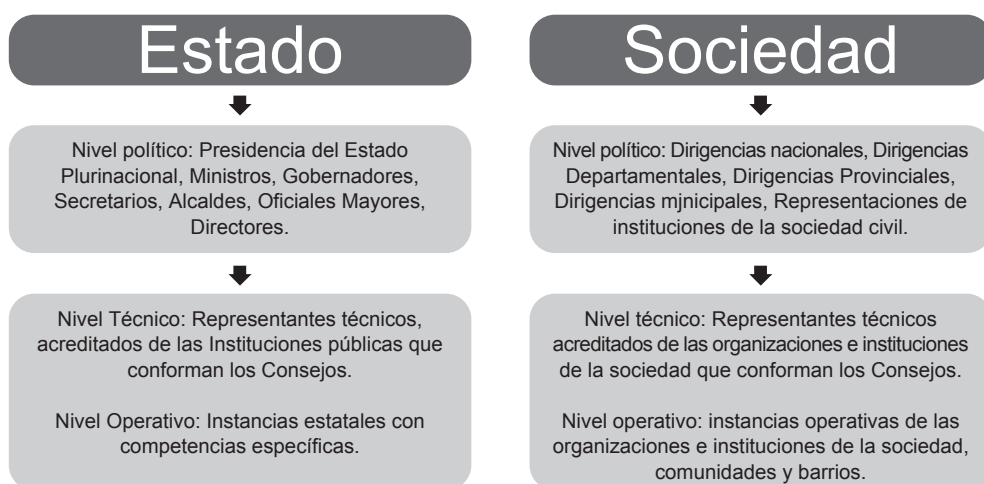 Estado
Nivel político: Presidencia del Estado
Plurinacional, Ministros, Gobernadores,
Secretarios, Alcaldes, Oficiales Mayores,
Directores.
Nivel Técnico: Representantes técnicos,
acreditados de las Instituciones públicas que
conforman los Consejos.
Nivel Operativo: Instancias estatales con
competencias específicas.
Sociedad
Nivel político: Dirigencias nacionales, Dirigencias
Departamentales, Dirigencias Provinciales,
Dirigencias mjnicipales, Representaciones de
instituciones de la sociedad civil.
Nivel técnico: Representantes técnicos
acreditados de las organizaciones e instituciones
de la sociedad que conforman los Consejos.
Nivel operativo: instancias operativas de las
organizaciones e instituciones de la sociedad,
comunidades y barrios.